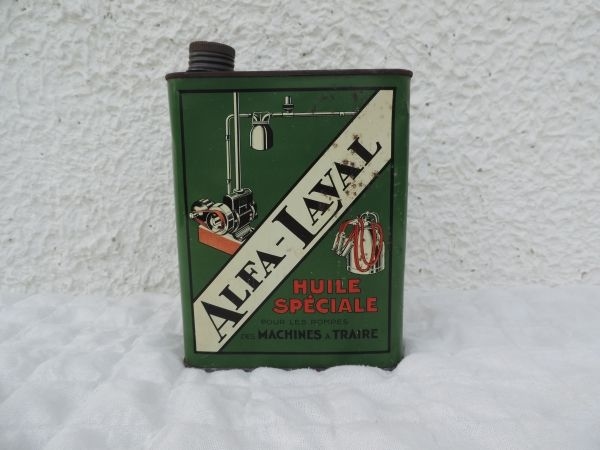 ALFA-LAVAL
HUILE
SPÉCIALE
POUR LES POMPES
DES MACHINES A TRAIRE